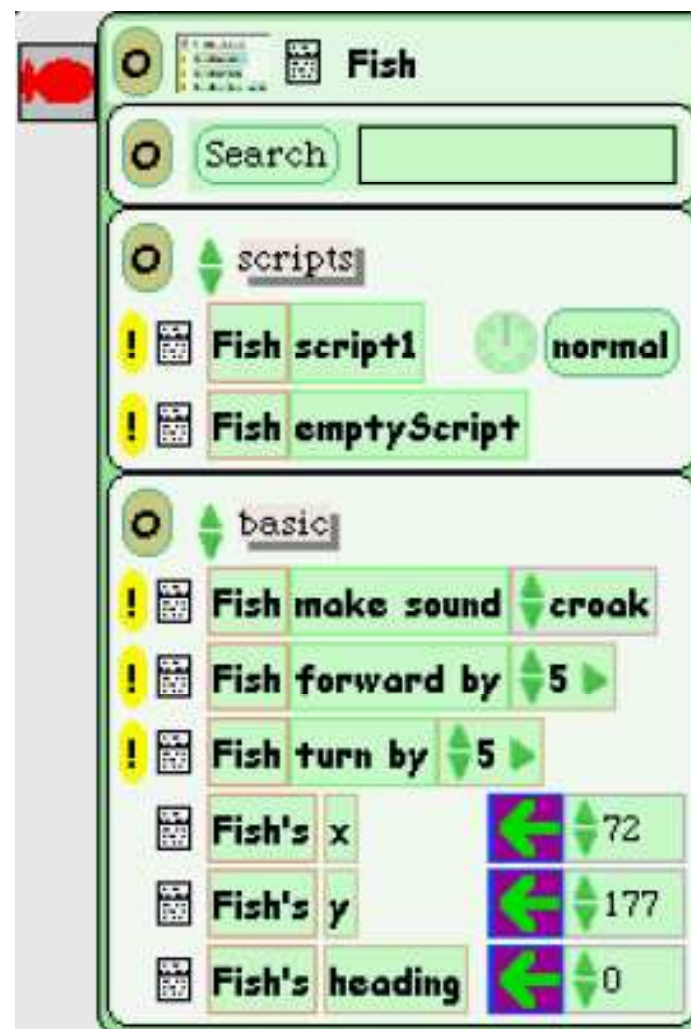 Fish
Search
scripts
! Fish script1 normal
! Fish emptyScript
basic
! Fish make sound croak
! Fish forward by 5
! Fish turn by 5
Fish's x 72
Fish's y 177
Fish's heading 0